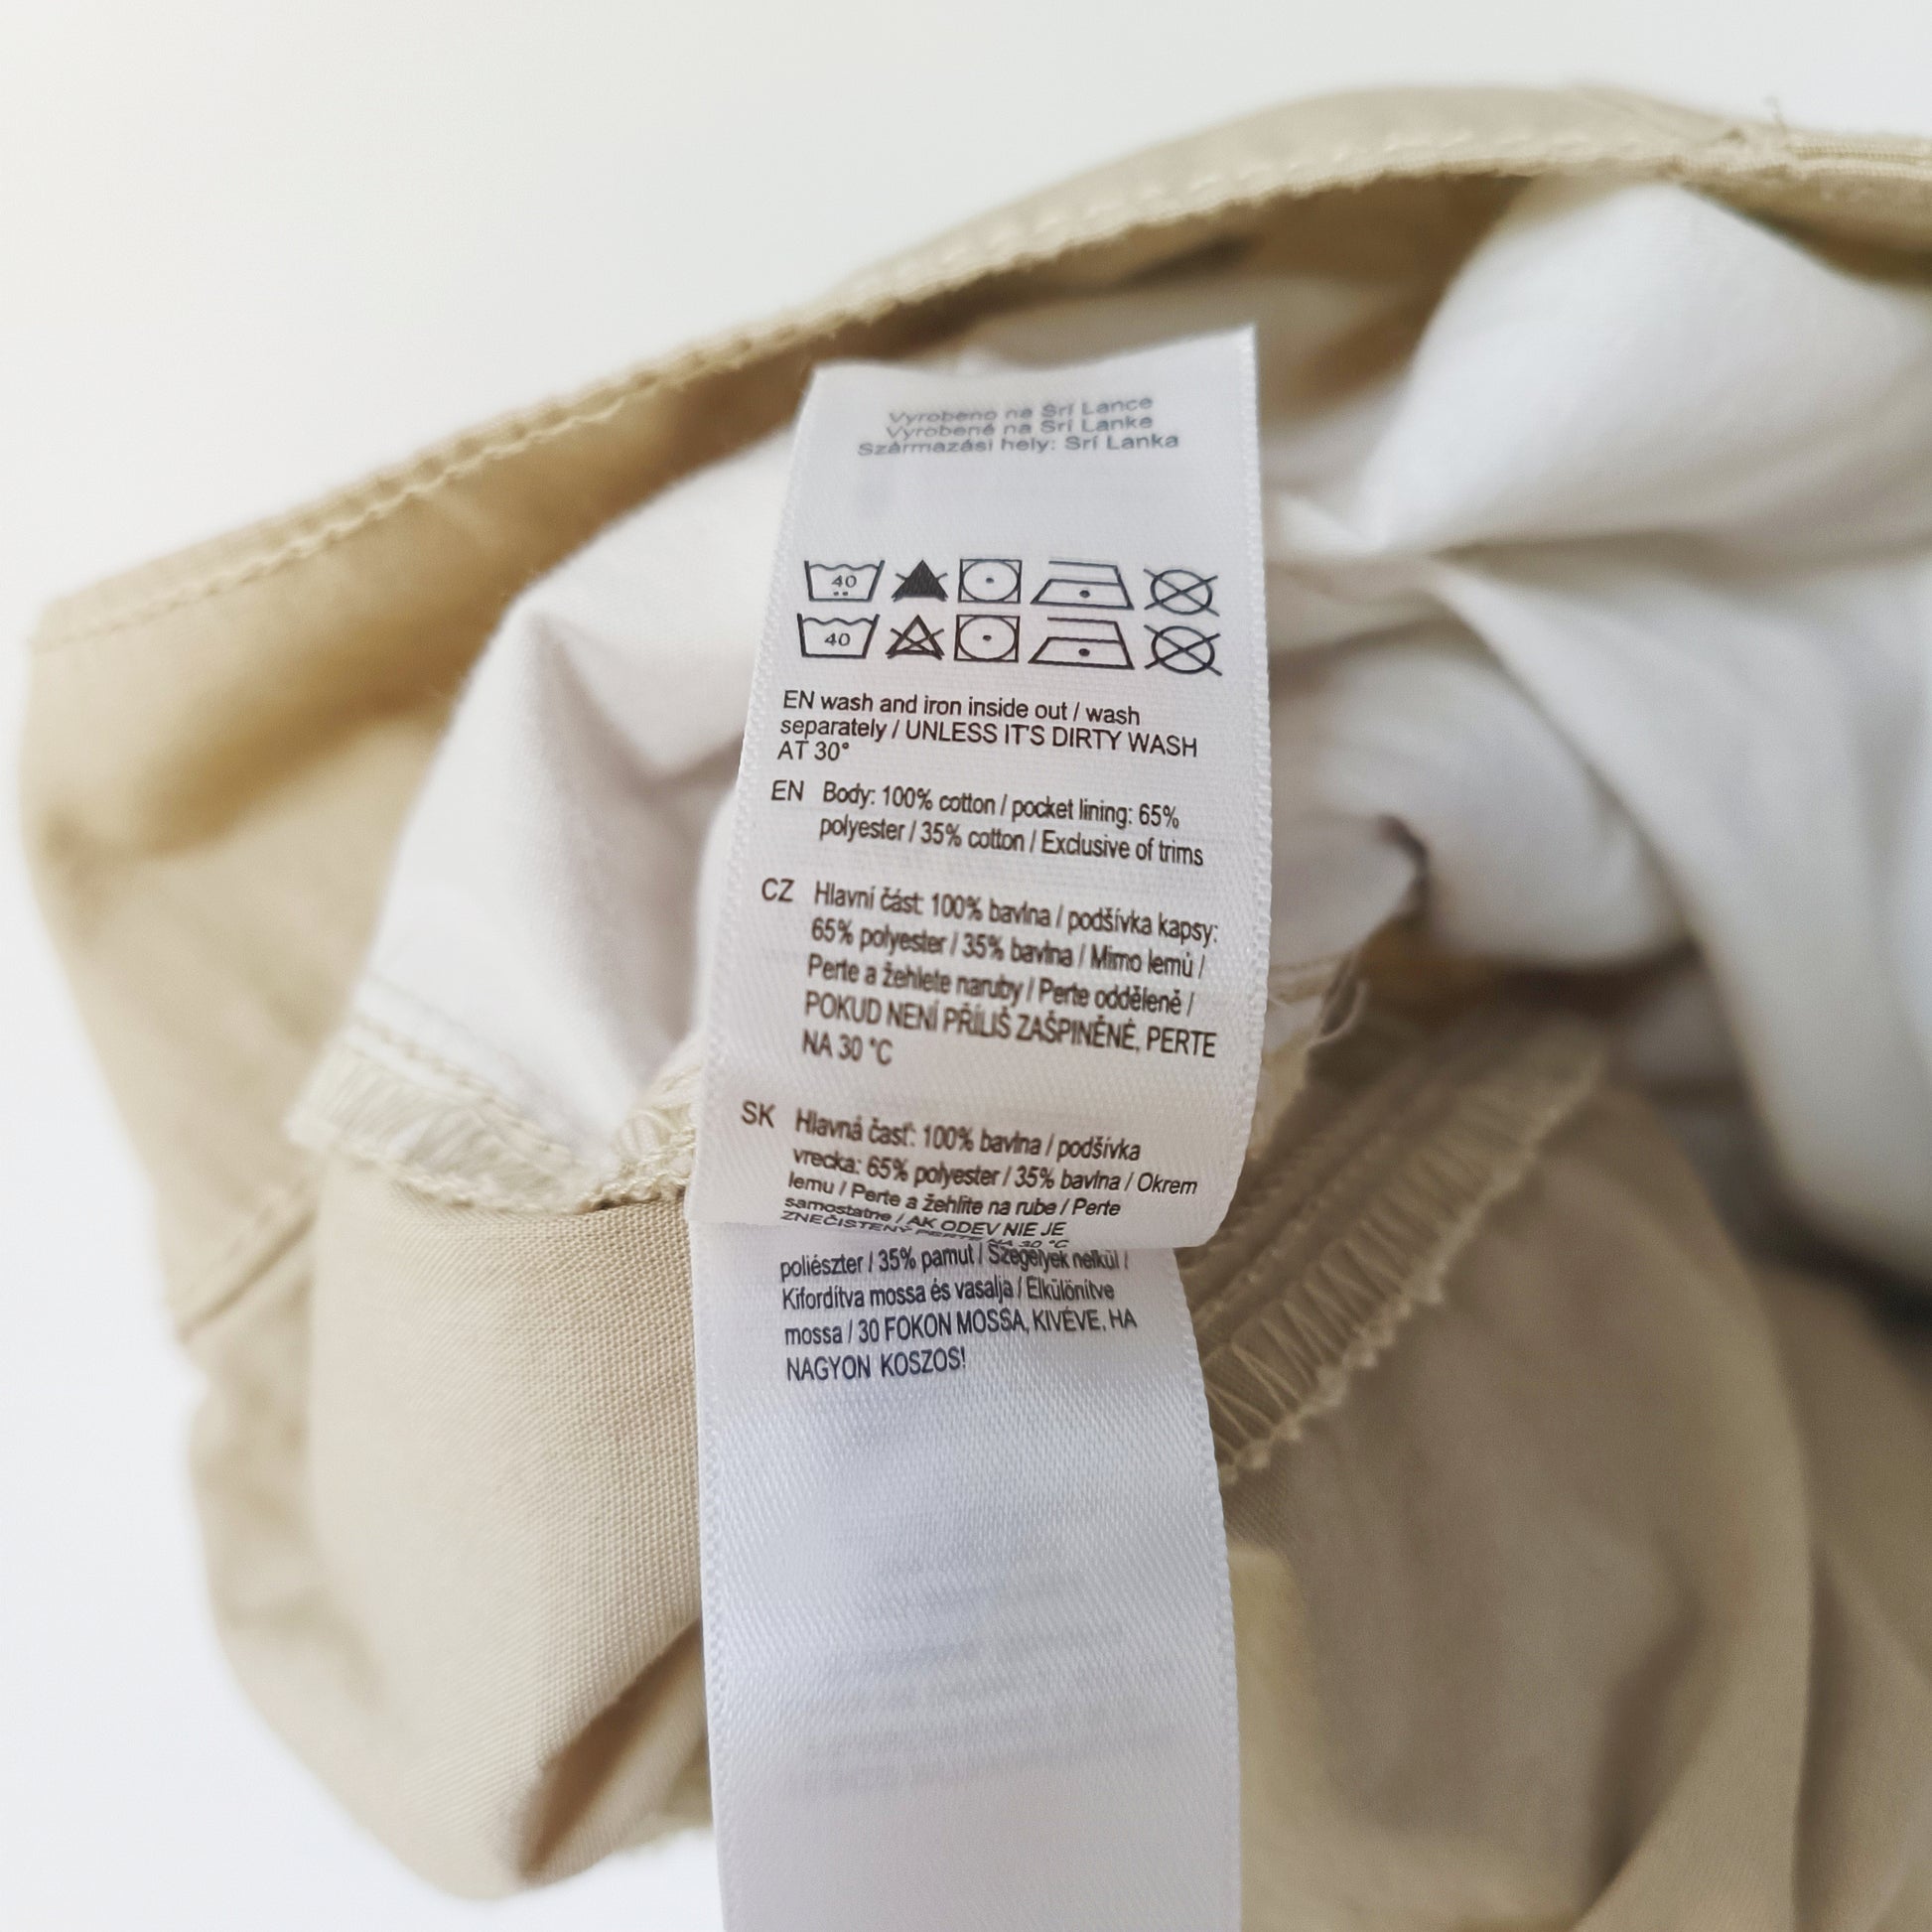 Vyrobeno na Srí Lance
Vyrobené na Srí Lanke
Származási hely: Srí Lanka
40
40
EN wash and iron inside out / wash
separately / UNLESS IT'S DIRTY WASH
AT 30°
EN Body: 100% cotton / pocket lining: 65%
polyester / 35% cotton / Exclusive of trims
CZ Hlavní část: 100% bavlna / podšívka kapsy:
65% polyester / 35% bavlna / Mimo lemů /
Perte a žehlete naruby / Perte odděleně /
POKUD NENÍ PŘÍLIŠ ZAŠPINĚNÉ, PERTE
NA 30 °C
SK Hlavná časť: 100% bavlna / podšívka
vrecka: 65% polyester / 35% bavlna / Okrem
lemu / Perte a žehlite na rube / Perte
samostatne / AK ODEV NIE JE
ZNEČISTENÝ PERTE NA 30 °C
poliészter / 35% pamut / Szegélyek nélkül /
Kifordítva mossa és vasalja / Elkülönítve
mossa / 30 FOKON MOSSA, KIVÉVE, HA
NAGYON KOSZOS!